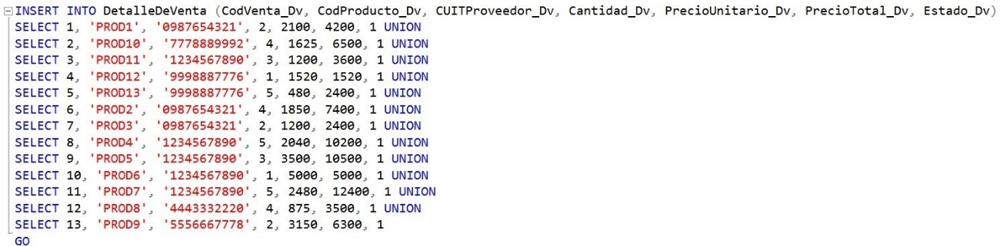 INSERT INTO DetalleDeVenta (CodVenta_Dv, CodProducto_Dv, CUITProveedor_Dv, Cantidad_Dv, PrecioUnitario_Dv, PrecioTotal_Dv, Estado_Dv)
SELECT 1, 'PROD1', '0987654321', 2, 2100, 4200, 1 UNION
SELECT 2, 'PROD10', '7778889992', 4, 1625, 6500, 1 UNION
SELECT 3, 'PROD11', '1234567890', 3, 1200, 3600, 1 UNION
SELECT 4, 'PROD12', '9998887776', 1, 1520, 1520, 1 UNION
SELECT 5, 'PROD13', '9998887776', 5, 480, 2400, 1 UNION
SELECT 6, 'PROD2', '0987654321', 4, 1850, 7400, 1 UNION
SELECT 7, 'PROD3', '0987654321', 2, 1200, 2400, 1 UNION
SELECT 8, 'PROD4', '1234567890', 5, 2040, 10200, 1 UNION
SELECT 9, 'PROD5', '1234567890', 3, 3500, 10500, 1 UNION
SELECT 10, 'PROD6', '1234567890', 1, 5000, 5000, 1 UNION
SELECT 11, 'PROD7', '1234567890', 5, 2480, 12400, 1 UNION
SELECT 12, 'PROD8', '4443332220', 4, 875, 3500, 1 UNION
SELECT 13, 'PROD9', '5556667778', 2, 3150, 6300, 1
GO